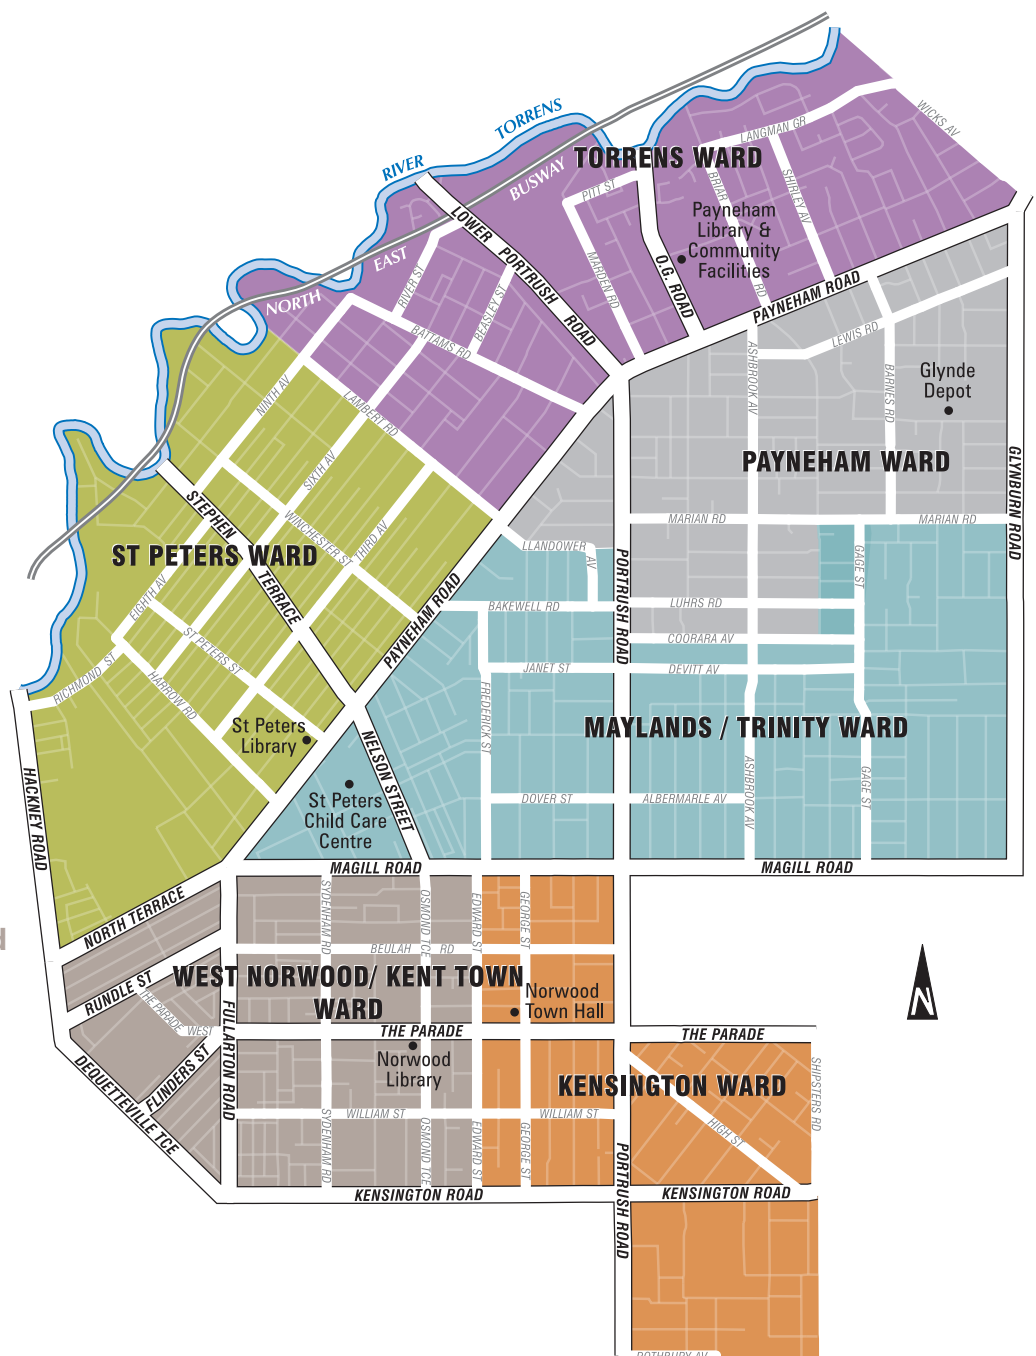 WICKS AV
RIVER
TORRENS
LANGMAN GR
TORRENS WARD
BUSWAY
PITT ST
BRIAR
RD
SHIRLEY AV
Payneham
Library &
Community
Facilities
LOWER PORTRUSH ROAD
O.G. ROAD
EAST
NORTH
RIVER ST
BEASLEY ST
MARDEN RD
PAYNEHAM ROAD
BATTAMS RD
LEWIS RD
ASHBROOK AV
BARNES RD
Glynde
Depot
NINTH AV
LAMBERT RD
SIXTH AV
PAYNEHAM WARD
GLYNBURN ROAD
STEPHEN TERRACE
WINCHESTER ST
THIRD AV
MARIAN RD
MARIAN RD
ST PETERS WARD
LLANDOWER
AV
PORTRUSH ROAD
GAGE ST
EIGHTH AV
PAYNEHAM ROAD
BAKEWELL RD
LUHRS RD
ST PETERS ST
COORARA AV
RICHMOND ST
HARROW RD
JANET ST
DEVITT AV
FREDERICK ST
St Peters
Library
MAYLANDS / TRINITY WARD
NELSON STREET
HACKNEY ROAD
St Peters
Child Care
Centre
DOVER ST
ALBERMARLE AV
ASHBROOK AV
GAGE ST
MAGILL ROAD
MAGILL ROAD
NORTH TERRACE
SYDENHAM RD
OSMOND TCE
EDWARD ST
GEORGE ST
BEULAH RD
d
WEST NORWOOD/ KENT TOWN
WARD
RUNDLE ST
THE PARADE
WEST
Norwood
Town Hall
N
THE PARADE
THE PARADE
FULLARTON ROAD
FLINDERS ST
Norwood
Library
DEQUETTEVILLE TCE
KENSINGTON WARD
SHIPSTERS RD
WILLIAM ST
WILLIAM ST
HIGH ST
SYDENHAM RD
OSMOND TCE
EDWARD ST
GEORGE ST
PORTRUSH ROAD
KENSINGTON ROAD
KENSINGTON ROAD
ROTHBURY AV